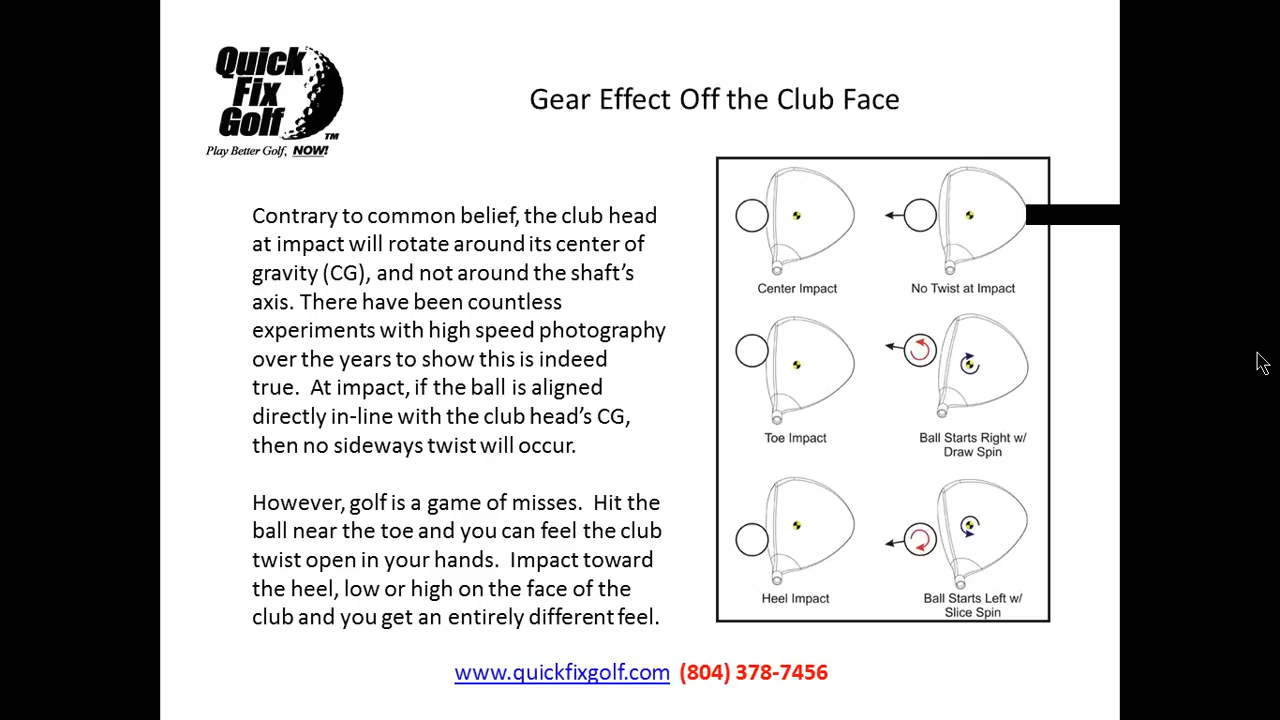 Quick
Fix
Golf
TM
Play Better Golf, NOW!
Gear Effect Off the Club Face
Contrary to common belief, the club head
at impact will rotate around its center of
gravity (CG), and not around the shaft's
axis. There have been countless
experiments with high speed photography
over the years to show this is indeed
true. At impact, if the ball is aligned
directly in-line with the club head's CG,
then no sideways twist will occur.
However, golf is a game of misses. Hit the
ball near the toe and you can feel the club
twist open in your hands. Impact toward
the heel, low or high on the face of the
club and you get an entirely different feel.
Center Impact
No Twist at Impact
Toe Impact
Ball Starts Right w/
Draw Spin
Heel Impact
Ball Starts Left w/
Slice Spin
www.quickfixgolf.com (804) 378-7456